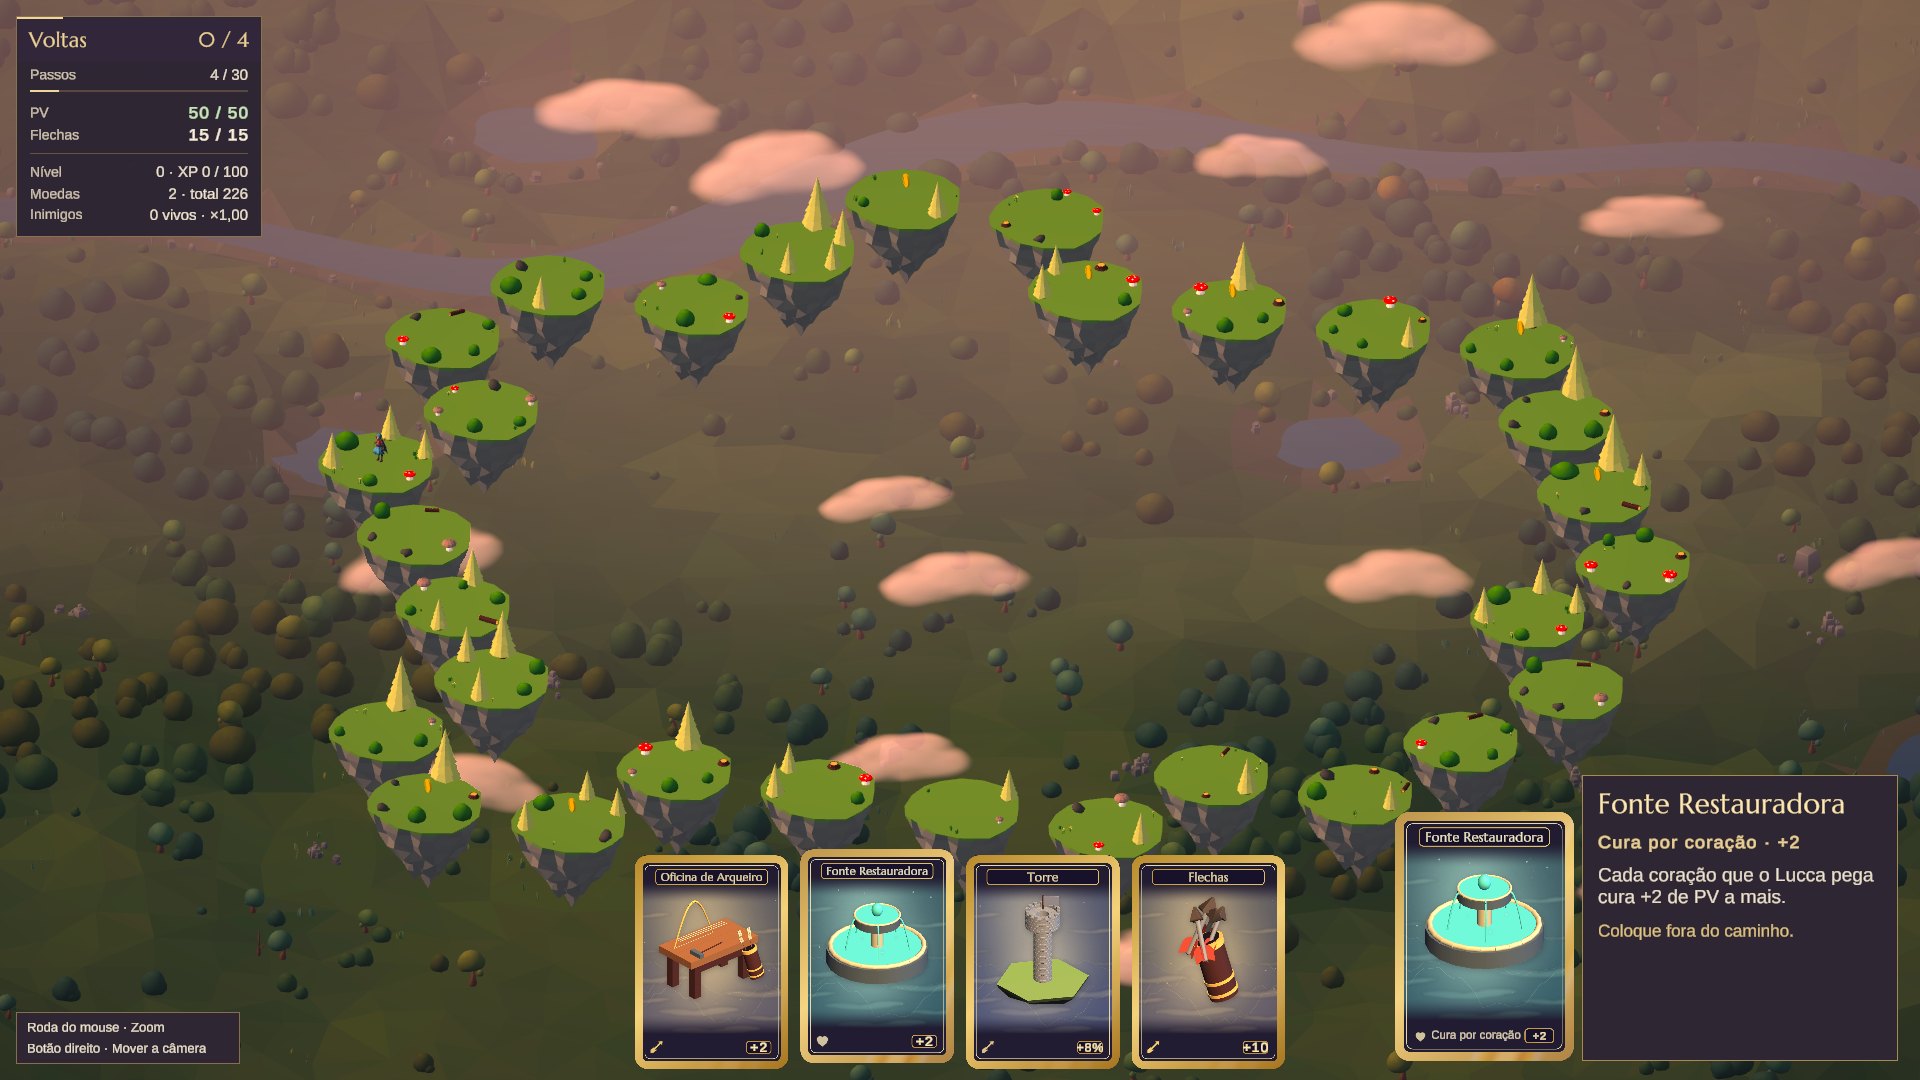 Voltas 0 / 4
Passos 4 / 30
PV 50 / 50
Flechas 15 / 15
Nível 0 · XP 0 / 100
Moedas 2 · total 226
Inimigos 0 vivos · ×1,00
Fonte Restauradora
Cura por coração · +2
Cada coração que o Lucca pega
cura +2 de PV a mais.
Coloque fora do caminho.
Fonte Restauradora
Cura por coração +2
Oficina de Arqueiro
+2
Fonte Restauradora
+2
Torre
+8%
Flechas
+10
Roda do mouse · Zoom
Botão direito · Mover a câmera